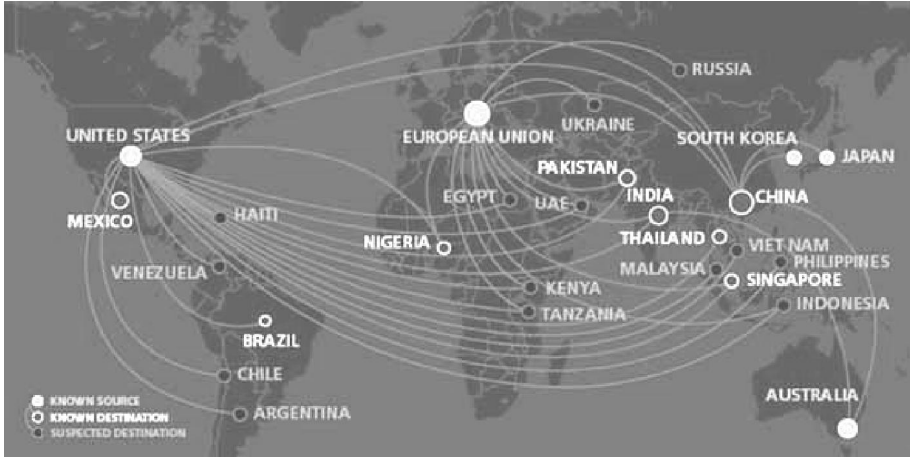 RUSSIA
UNITED STATES
EUROPEAN UNION
UKRAINE
SOUTH KOREA
JAPAN
PAKISTAN
MEXICO
HAITI
EGYPT
UAE
INDIA
CHINA
NIGERIA
THAILAND
VIET NAM
VENEZUELA
MALAYSIA
PHILIPPINES
SINGAPORE
KENYA
INDONESIA
TANZANIA
BRAZIL
CHILE
AUSTRALIA
ARGENTINA
KNOWN SOURCE
KNOWN DESTINATION
SUSPECTED DESTINATION